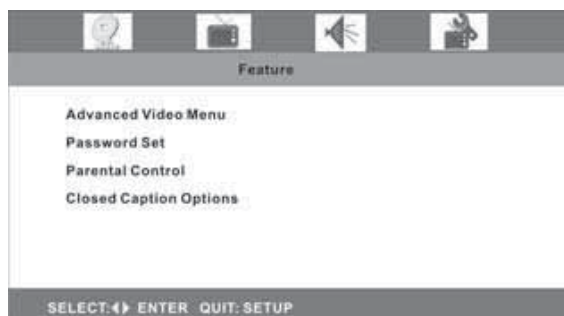 Feature
Advanced Video Menu
Password Set
Parental Control
Closed Caption Options
SELECT:◀▶ ENTER QUIT: SETUP